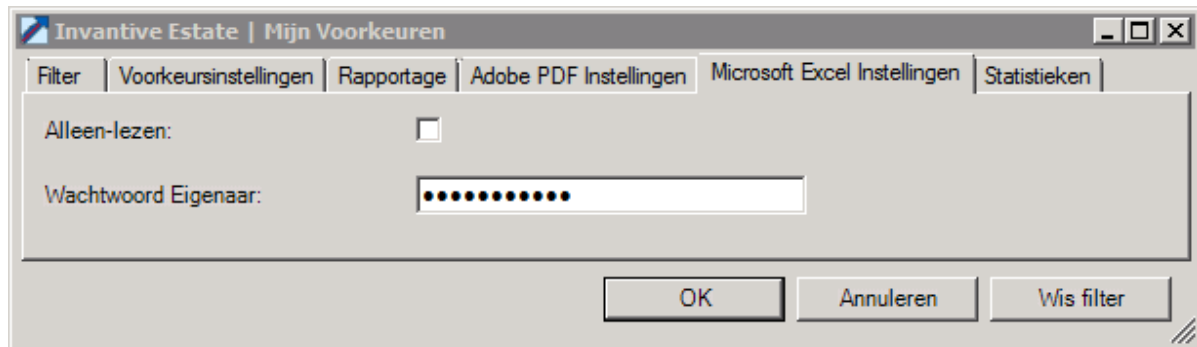 Invantive Estate | Mijn Voorkeuren
Filter Voorkeursinstellingen Rapportage Adobe PDF Instellingen Microsoft Excel Instellingen Statistieken
Alleen-lezen:
Wachtwoord Eigenaar: •••••••••••
OK Annuleren Wis filter